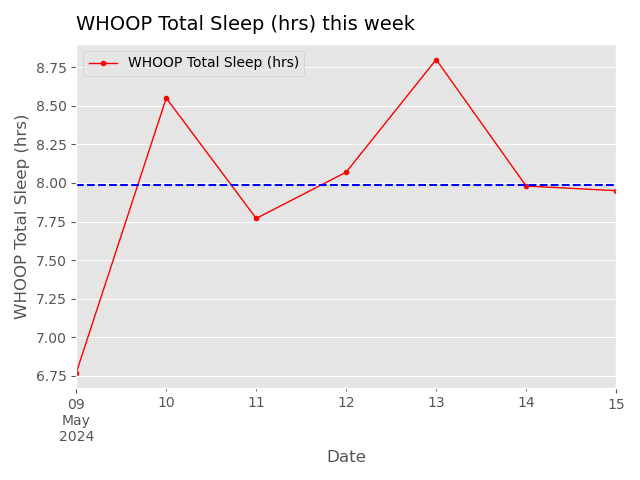 WHOOP Total Sleep (hrs) this week
WHOOP Total Sleep (hrs)
WHOOP Total Sleep (hrs)
8.75
8.50
8.25
8.00
7.75
7.50
7.25
7.00
6.75
09 10 11 12 13 14 15
May
2024
Date